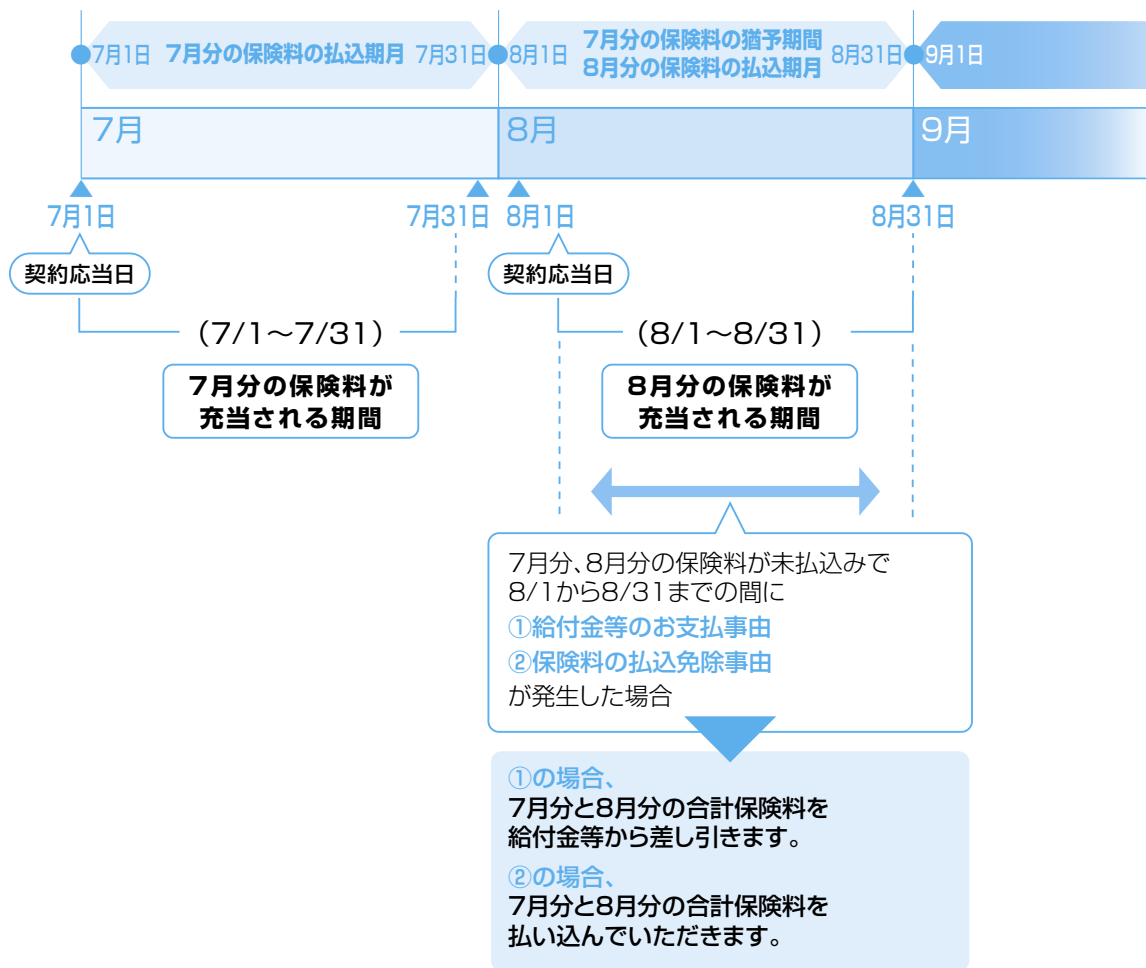 7月1日 7月分の保険料の払込期月 7月31日
8月1日 7月分の保険料の猶予期間
8月分の保険料の払込期月 8月31日
9月1日
7月
8月
9月
7月1日
7月31日
8月1日
8月31日
契約応当日
契約応当日
(7/1〜7/31)
(8/1〜8/31)
7月分の保険料が
充当される期間
8月分の保険料が
充当される期間
7月分、8月分の保険料が未払込みで
8/1から8/31までの間に
①給付金等のお支払事由
②保険料の払込免除事由
が発生した場合
①の場合、
7月分と8月分の合計保険料を
給付金等から差し引きます。
②の場合、
7月分と8月分の合計保険料を
払い込んでいただきます。